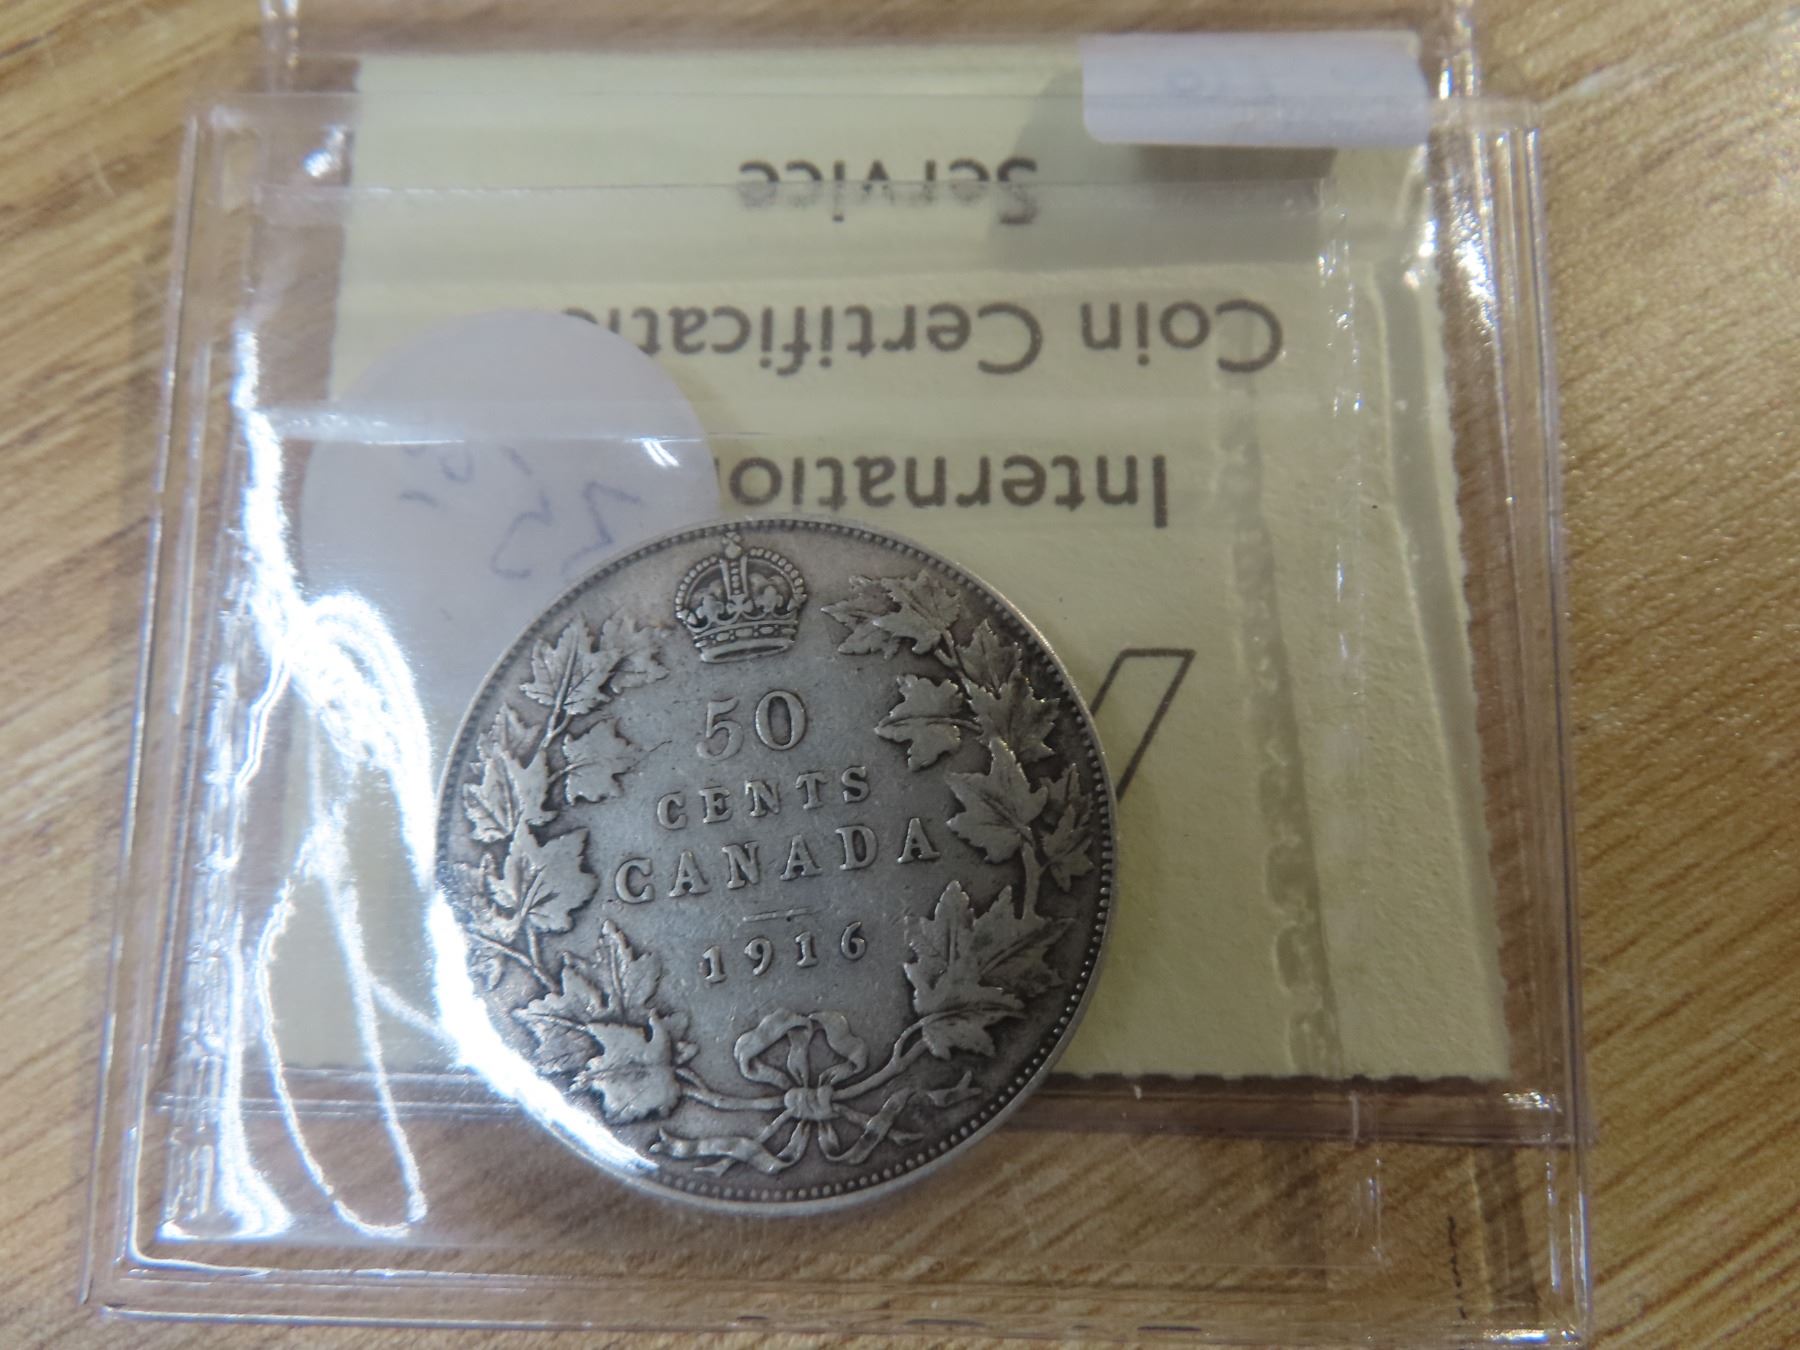 Service
Coin Certificatio
Internation
50
CENTS
CANADA
1916